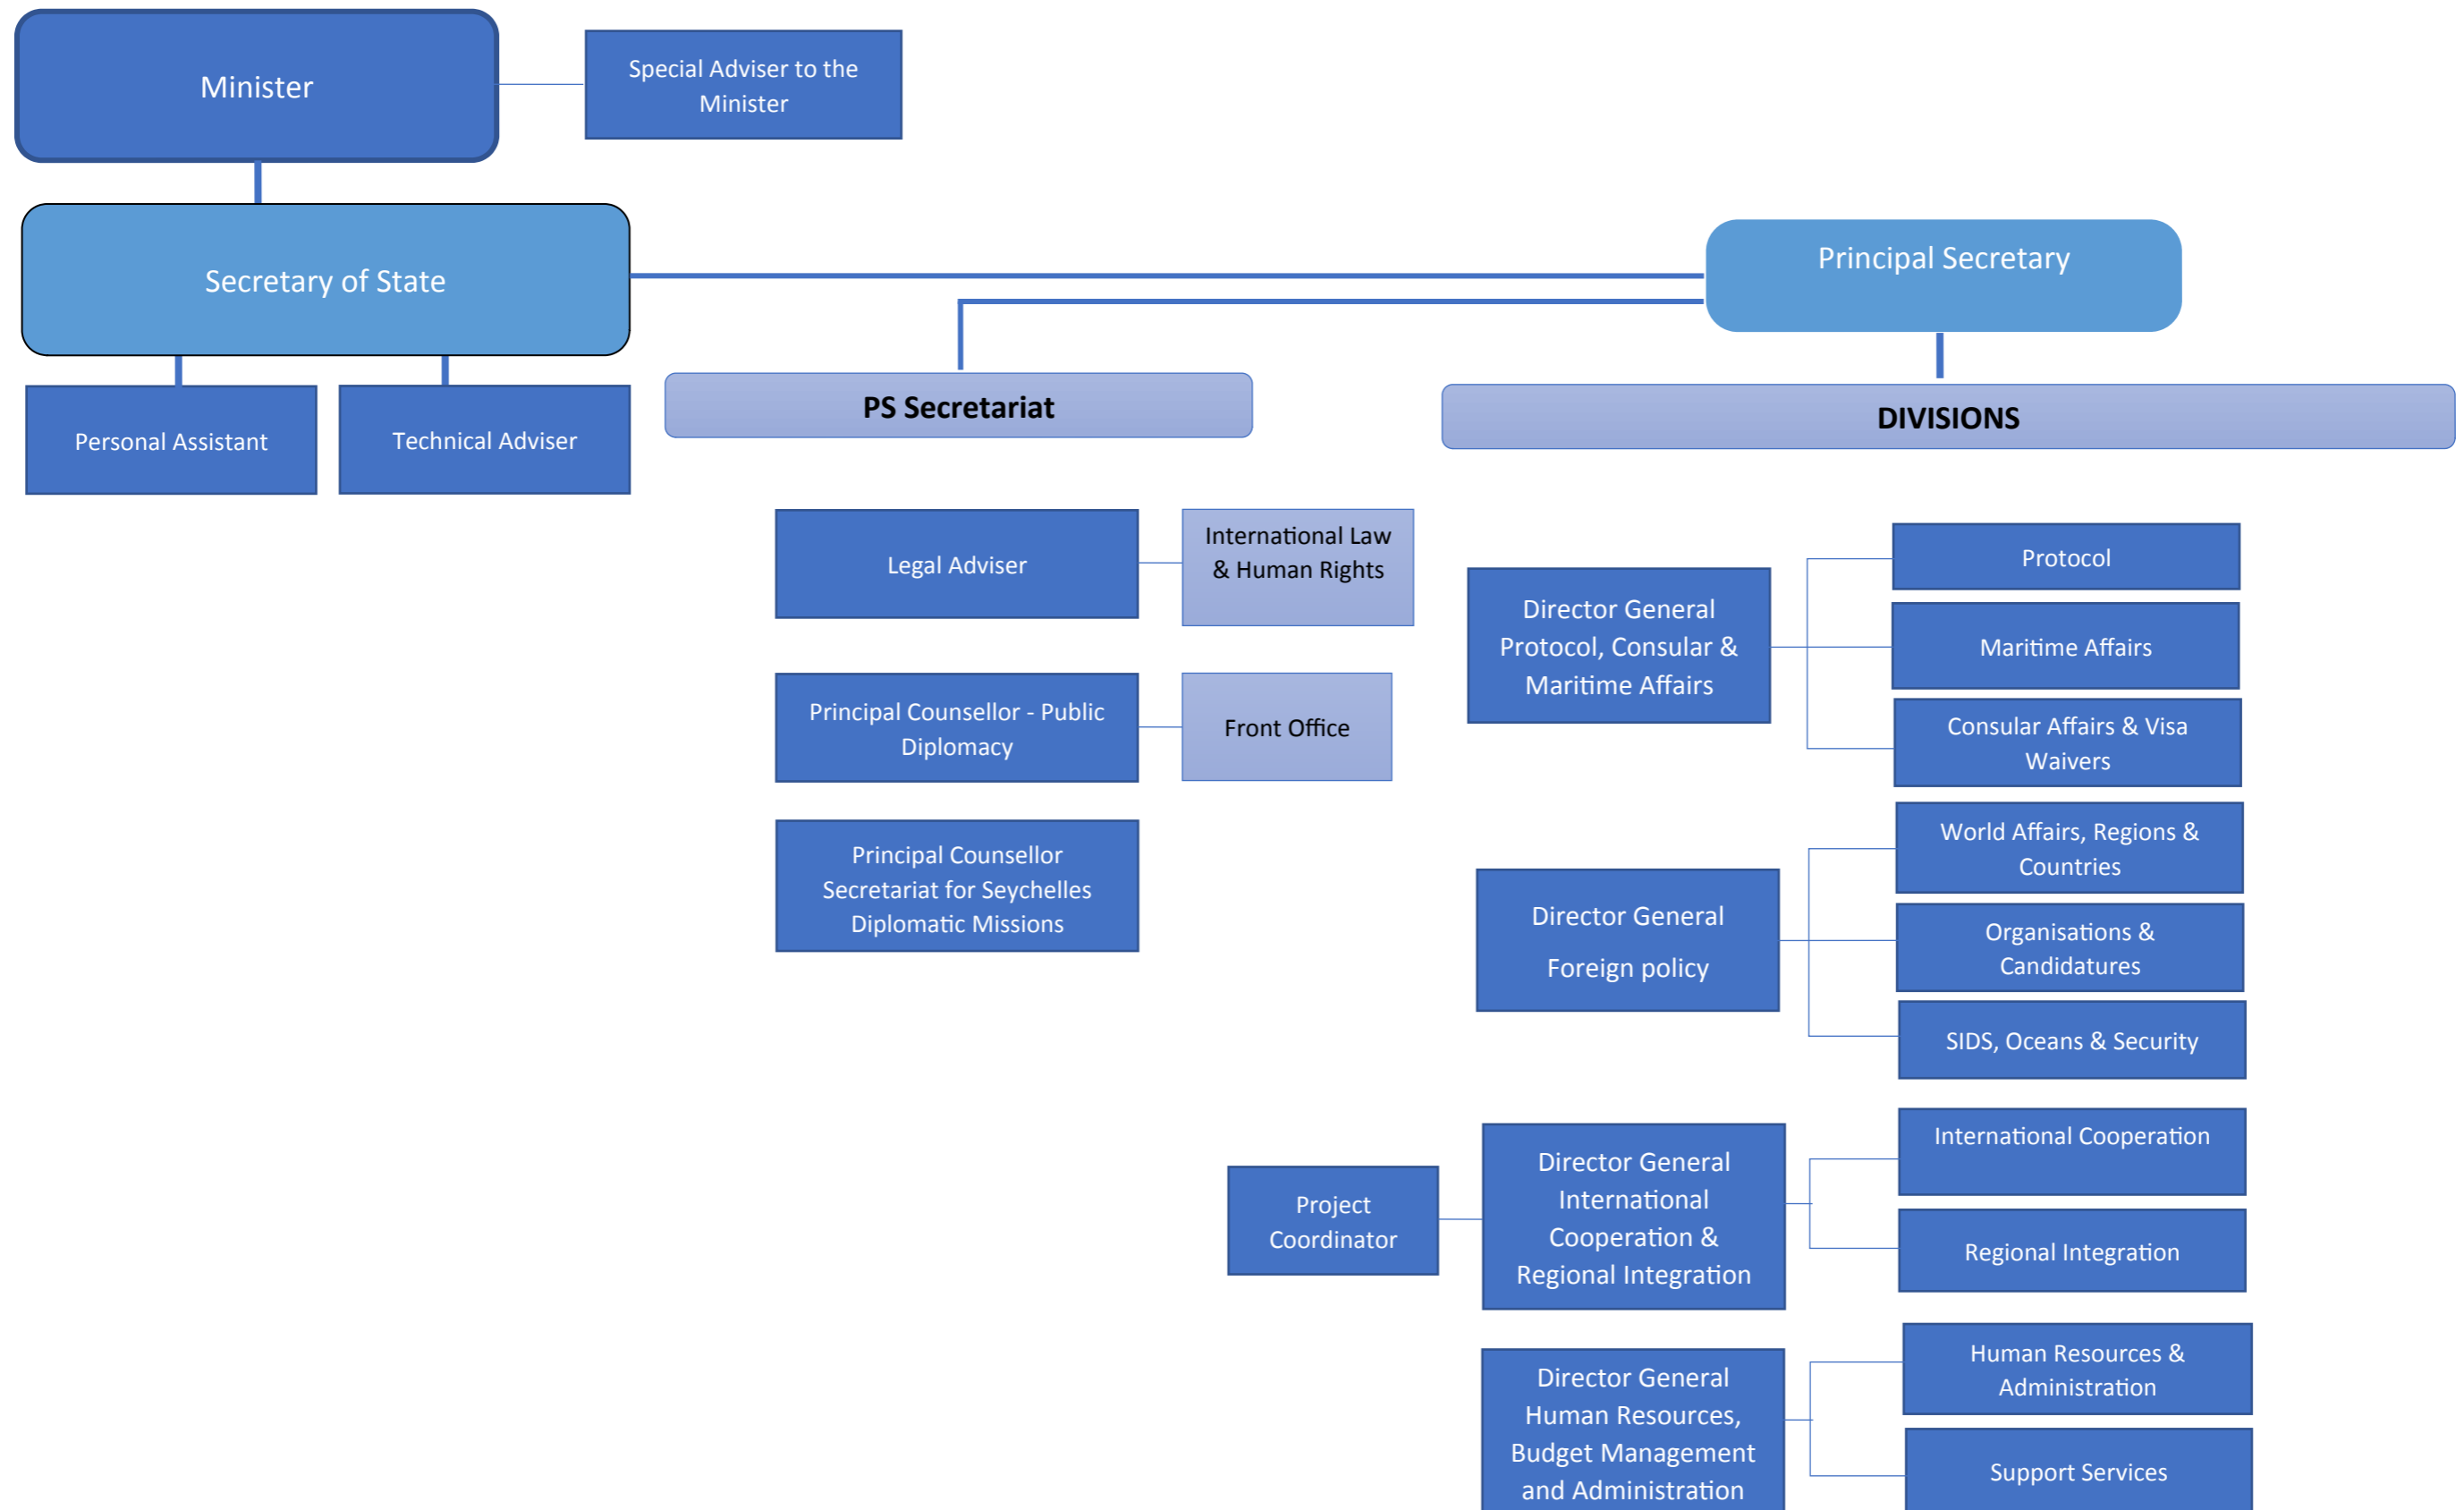 Minister
Special Adviser to the
Minister
Secretary of State
Principal Secretary
Personal Assistant
Technical Adviser
PS Secretariat
DIVISIONS
Legal Adviser
International Law
& Human Rights
Principal Counsellor - Public
Diplomacy
Front Office
Principal Counsellor
Secretariat for Seychelles
Diplomatic Missions
Director General
Protocol, Consular &
Maritime Affairs
Protocol
Maritime Affairs
Consular Affairs & Visa
Waivers
Director General
Foreign policy
World Affairs, Regions &
Countries
Organisations &
Candidatures
SIDS, Oceans & Security
Project
Coordinator
Director General
International
Cooperation &
Regional Integration
International Cooperation
Regional Integration
Director General
Human Resources,
Budget Management
and Administration
Human Resources &
Administration
Support Services